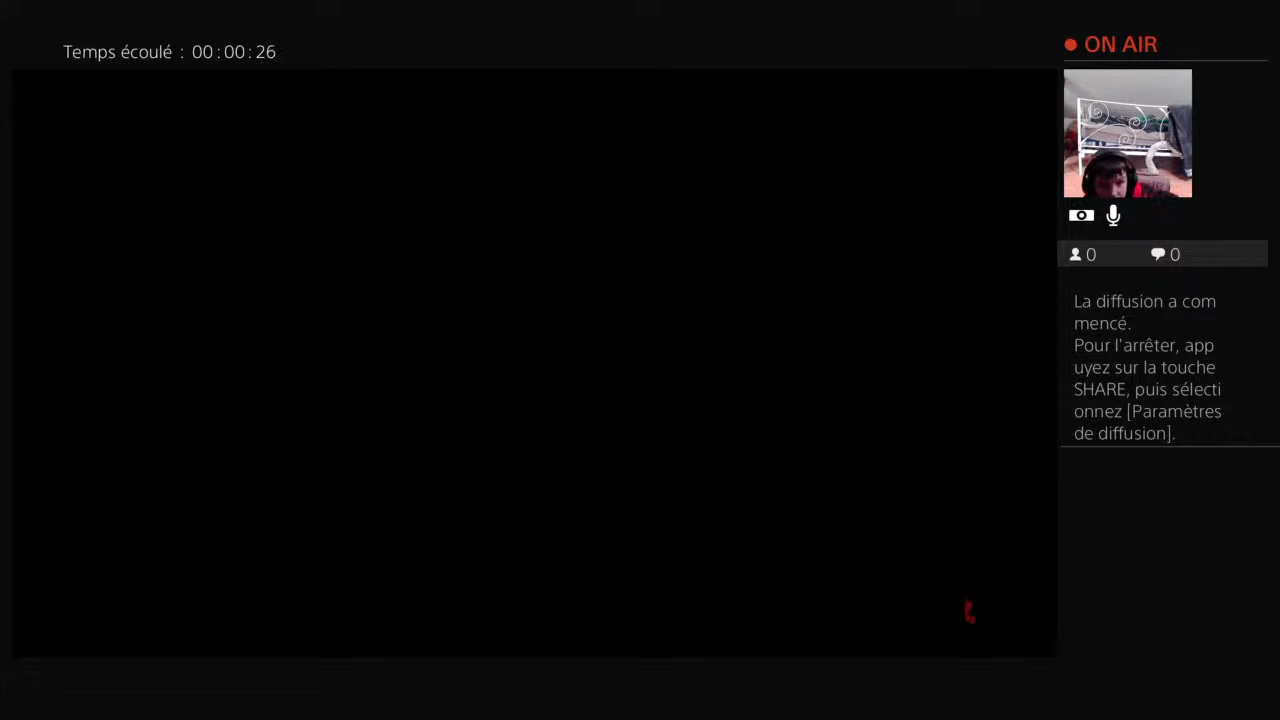 Temps écoulé : 00:00:26
ON AIR
0 0
La diffusion a com
mencé.
Pour l'arrêter, app
uyez sur la touche
SHARE, puis sélecti
onnez [Paramètres
de diffusion].